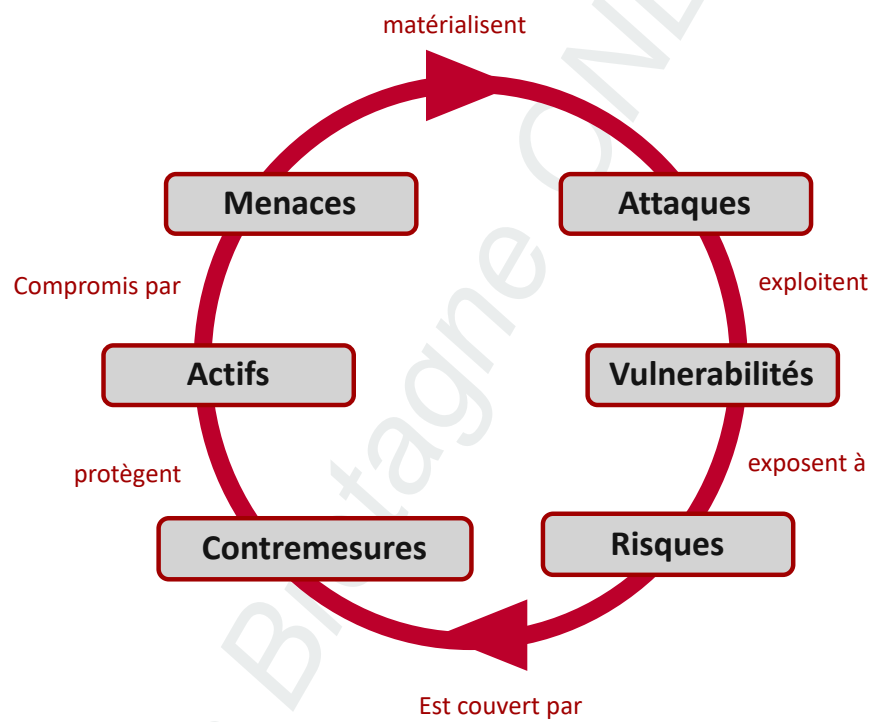 matérialisent
Menaces
Attaques
Compromis par
exploitent
Actifs
Vulnerabilités
protègent
exposent à
Contremesures
Risques
Est couvert par